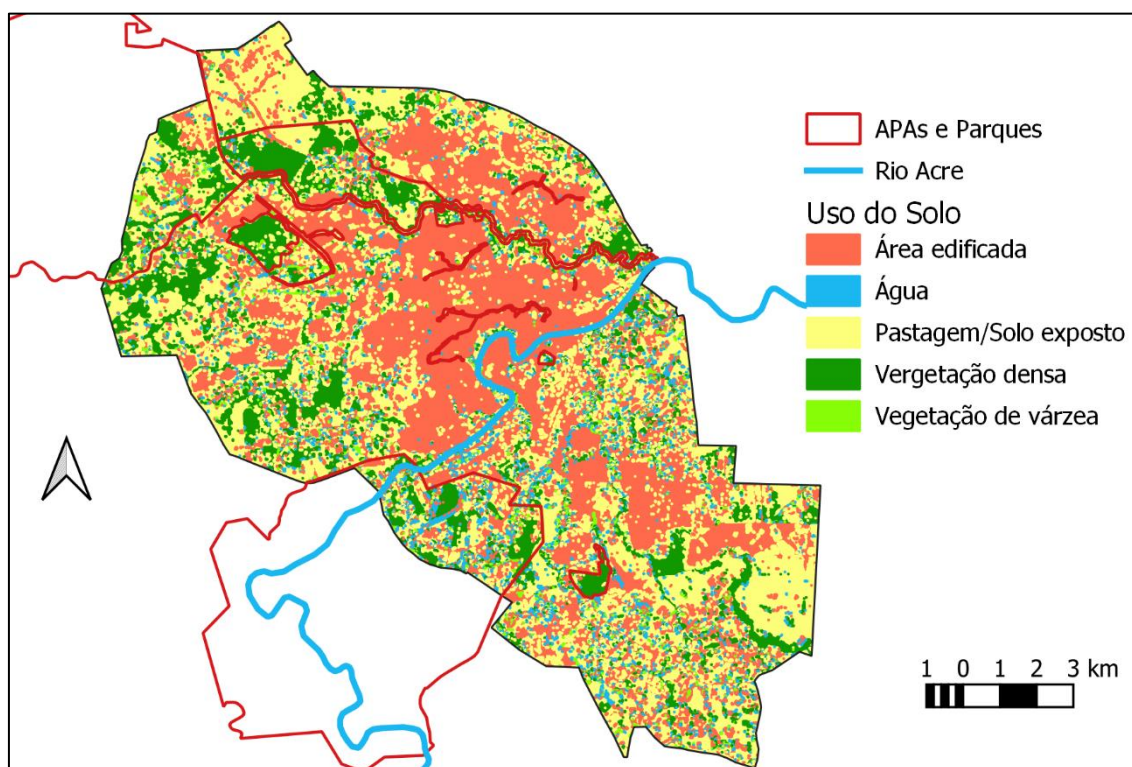 APAs e Parques
Rio Acre
Uso do Solo
Área edificada
Água
Pastagem/Solo exposto
Vergetação densa
Vegetação de várzea
1 0 1 2 3 km